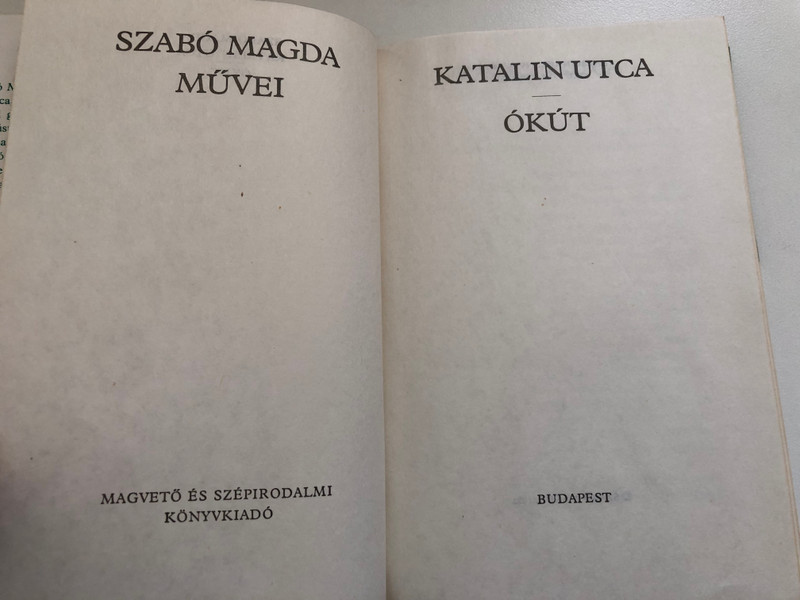 SZABÓ MAGDA
MŰVEI
MAGVETŐ ÉS SZÉPIRODALMI
KÖNYVKIADÓ
KATALIN UTCA
ÓKÚT
BUDAPEST